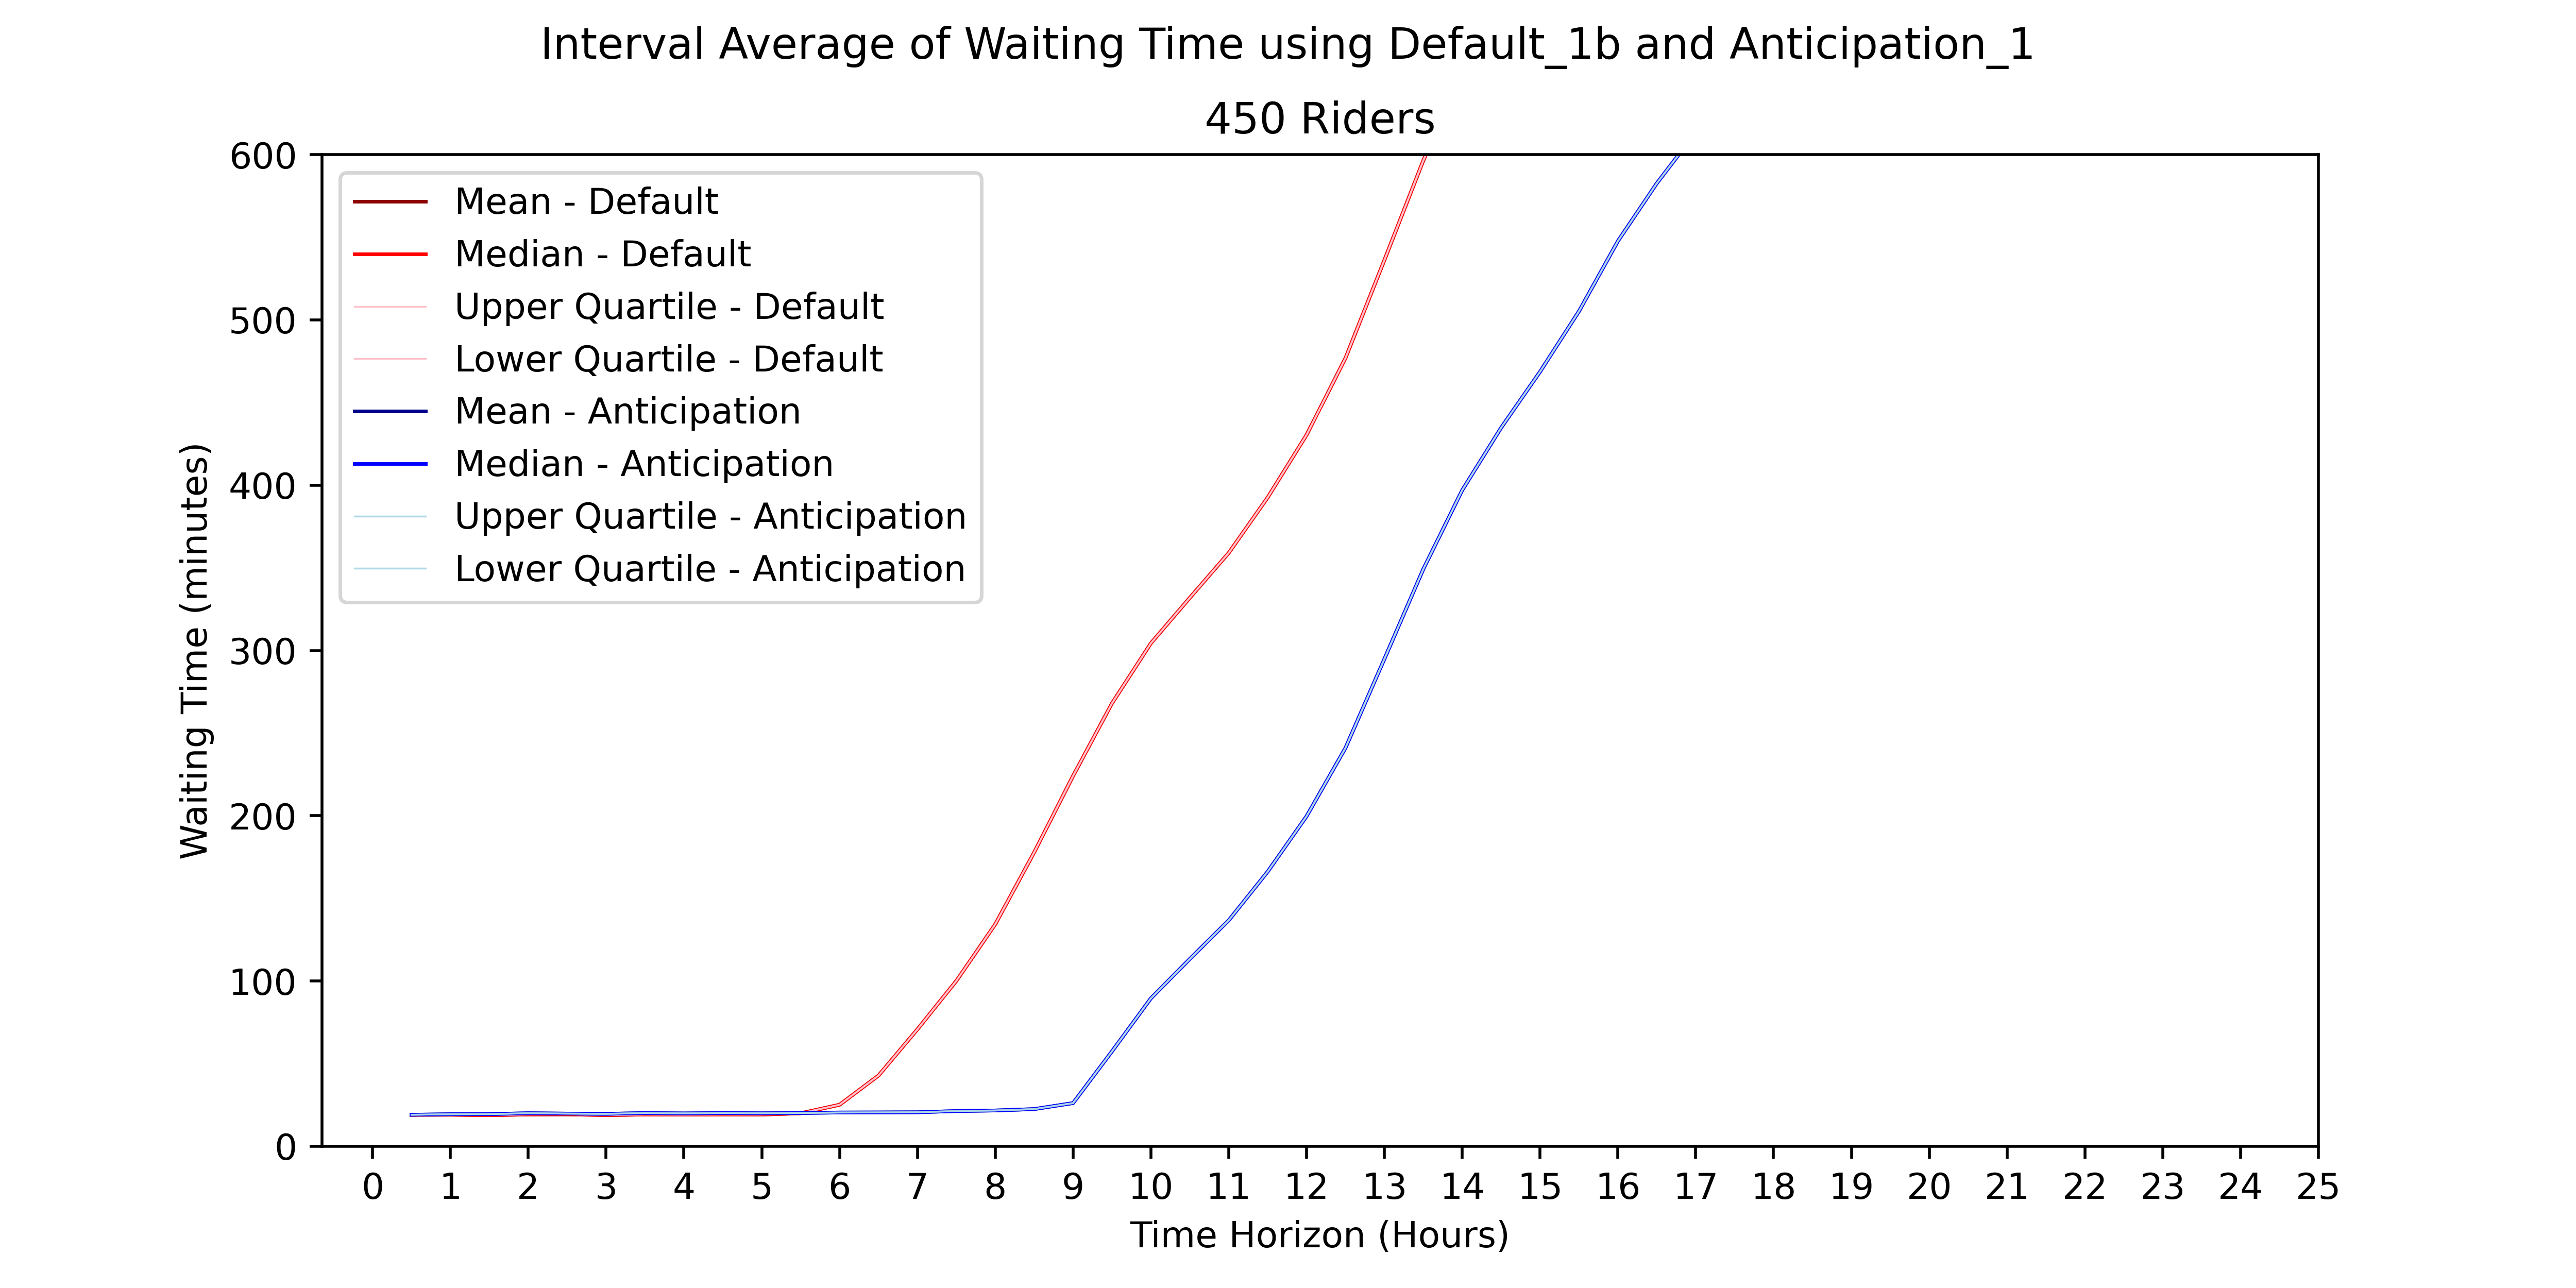 Interval Average of Waiting Time using Default_1b and Anticipation_1
450 Riders
600
500
400
300
200
100
0
Waiting Time (minutes)
Mean - Default
Median - Default
Upper Quartile - Default
Lower Quartile - Default
Mean - Anticipation
Median - Anticipation
Upper Quartile - Anticipation
Lower Quartile - Anticipation
0 1 2 3 4 5 6 7 8 9 10 11 12 13 14 15 16 17 18 19 20 21 22 23 24 25
Time Horizon (Hours)